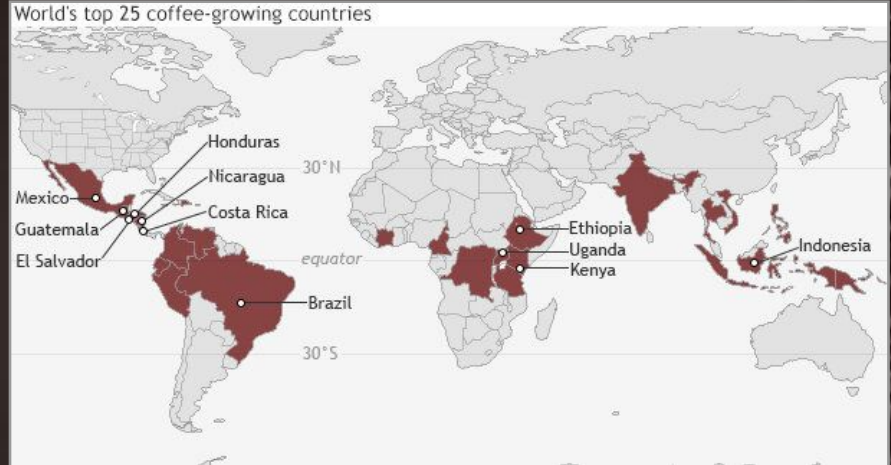 World's top 25 coffee-growing countries
Honduras
30°N
Nicaragua
Mexico
Costa Rica
Guatemala
Ethiopia
Uganda
Indonesia
El Salvador
equator
Kenya
Brazil
30°S